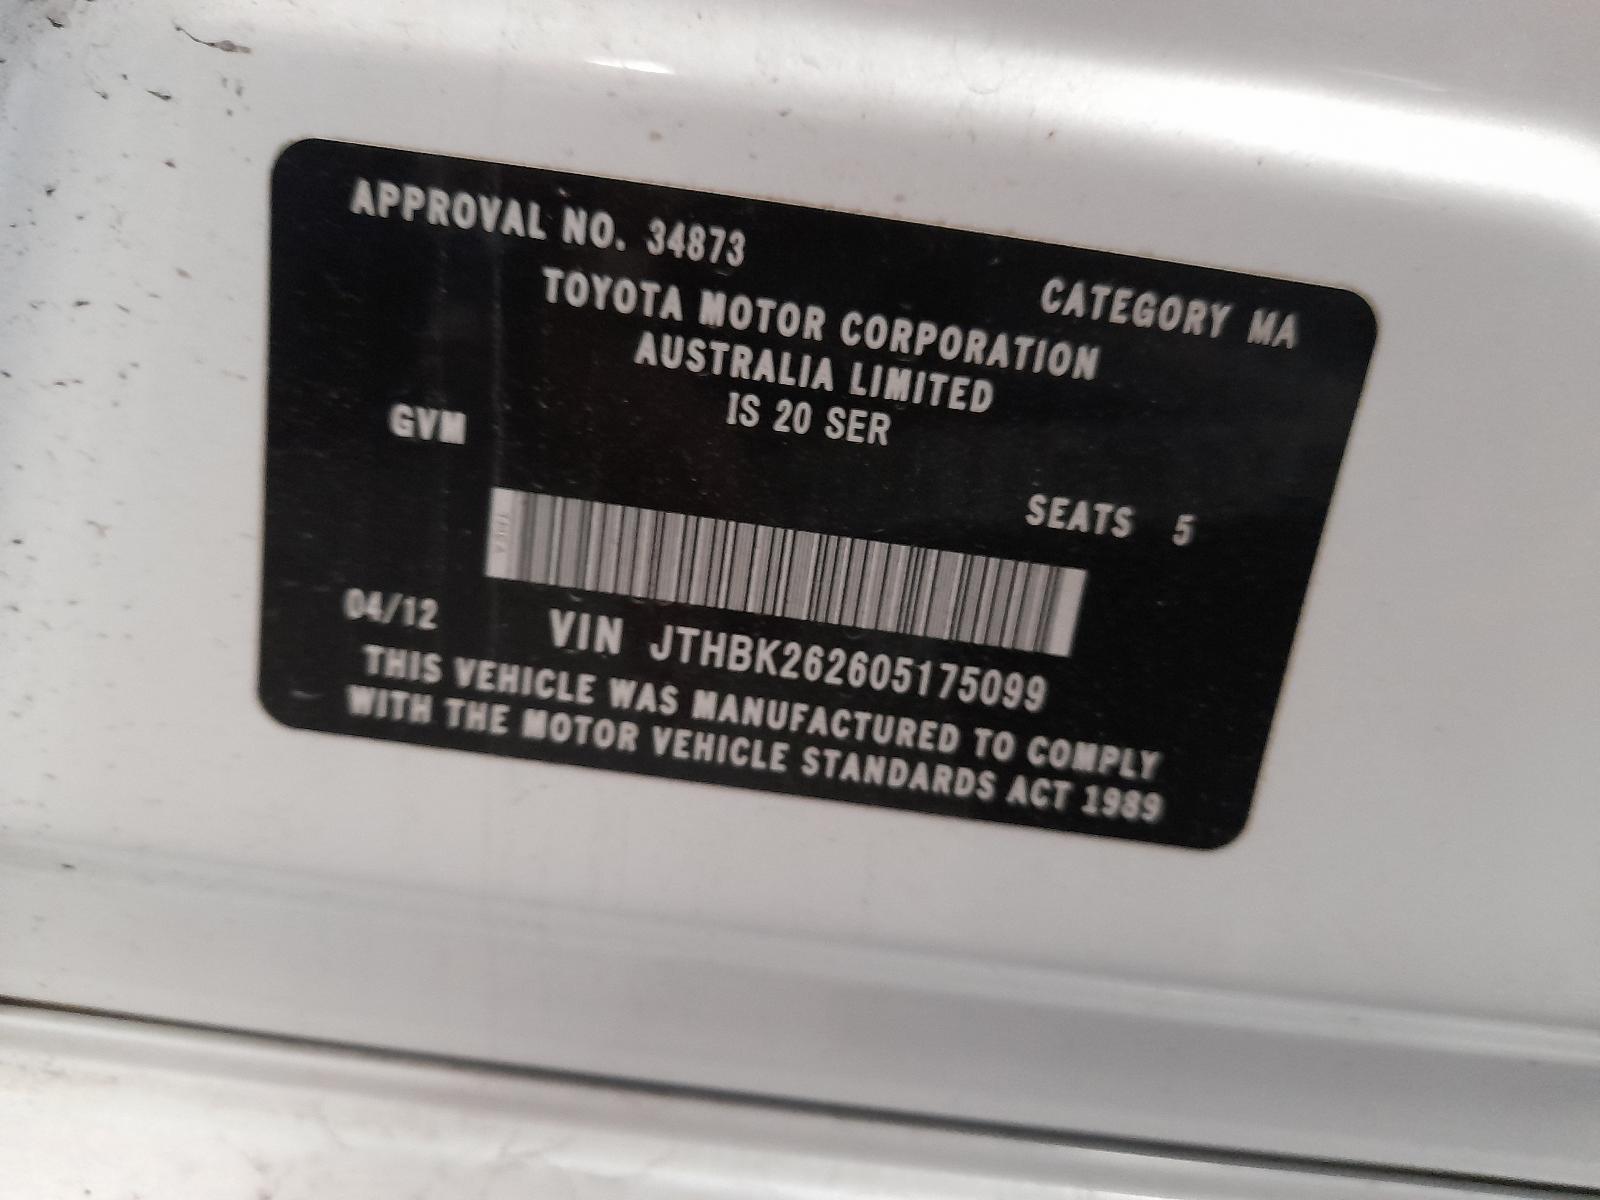 APPROVAL NO. 34873
CATEGORY MA
TOYOTA MOTOR CORPORATION
AUSTRALIA LIMITED
IS 20 SER
GVM
SEATS 5
04/12
VIN JTHBK262605175099
THIS VEHICLE WAS MANUFACTURED TO COMPLY
WITH THE MOTOR VEHICLE STANDARDS ACT 1989